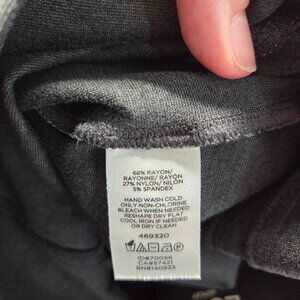 68% RAYON/
RAYONNE/ RAYON
27% NYLON/ NILÓN
5% SPANDEX
HAND WASH COLD
ONLY NON-CHLORINE
BLEACH WHEN NEEDED
RESHAPE DRY FLAT
COOL IRON IF NEEDED
OR DRY CLEAN
469320
ID#70056
CA#57421
RN#140923